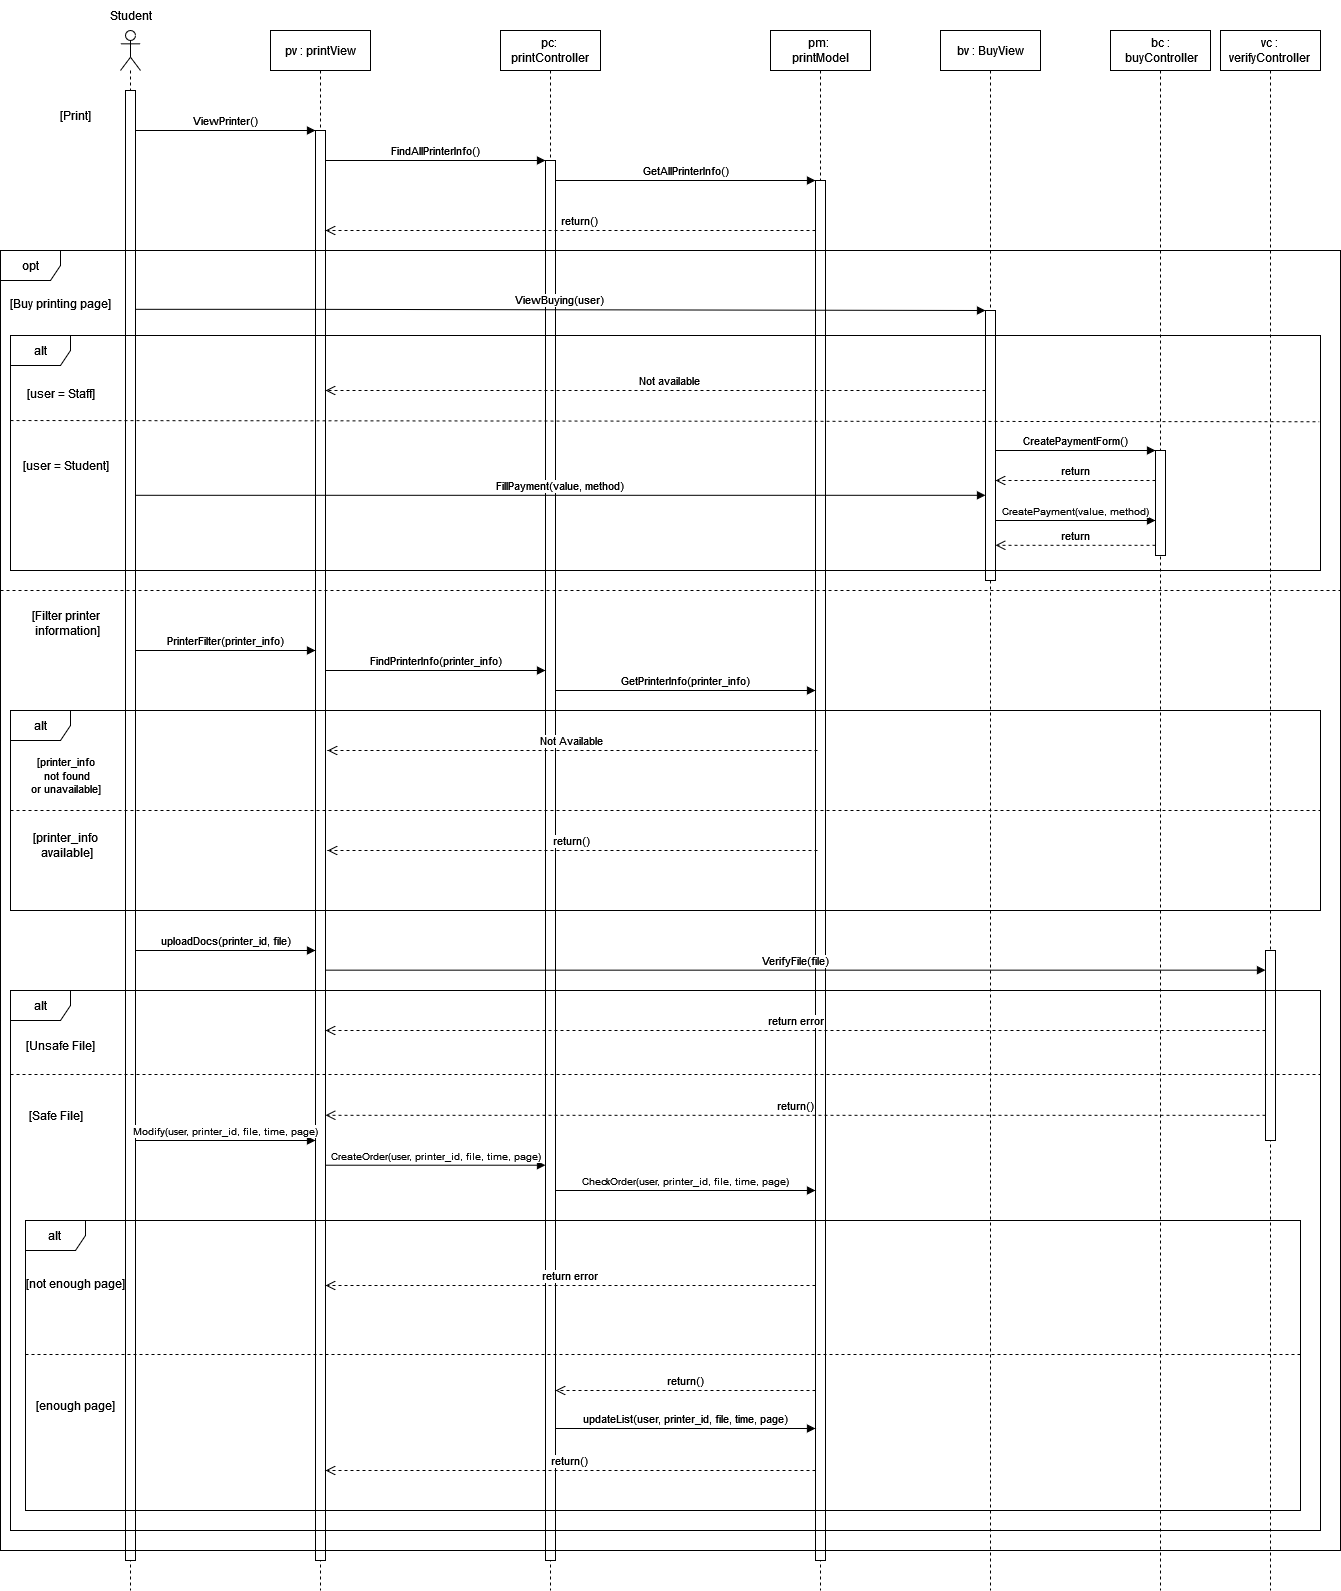 Student
pv : printView
pc:
printController
pm:
printModel
bv : BuyView
bc :
buyController
vc :
verifyController
[Print]
ViewPrinter()
FindAllPrinterInfo()
GetAllPrinterInfo()
return()
opt
[Buy printing page]
ViewBuying(user)
alt
[user = Staff]
Not available
[user = Student]
CreatePaymentForm()
return
FillPayment(value, method)
CreatePayment(value, method)
return
[Filter printer
information]
PrinterFilter(printer_info)
FindPrinterInfo(printer_info)
GetPrinterInfo(printer_info)
alt
Not Available
[printer_info
not found
or unavailable]
[printer_info
available]
return()
uploadDocs(printer_id, file)
VerifyFile(file)
alt
return error
[Unsafe File]
[Safe File]
return()
Modify(user, printer_id, file, time, page)
CreateOrder(user, printer_id, file, time, page)
CheckOrder(user, printer_id, file, time, page)
alt
[not enough page]
return error
return()
[enough page]
updateList(user, printer_id, file, time, page)
return()